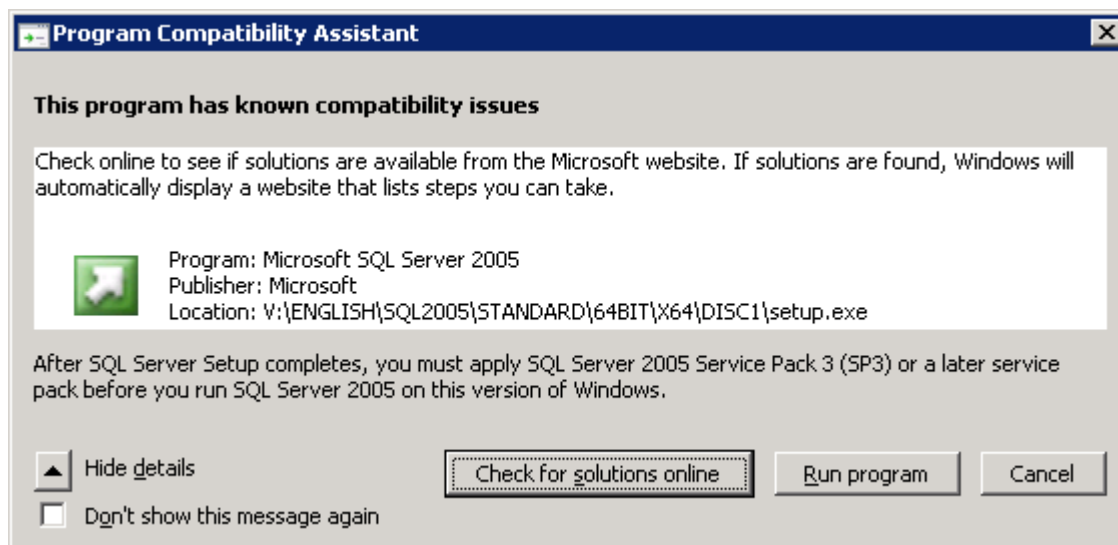 Program Compatibility Assistant
This program has known compatibility issues
Check online to see if solutions are available from the Microsoft website. If solutions are found, Windows will
automatically display a website that lists steps you can take.
Program: Microsoft SQL Server 2005
Publisher: Microsoft
Location: V:\ENGLISH\SQL2005\STANDARD\64BIT\X64\DISC1\setup.exe
After SQL Server Setup completes, you must apply SQL Server 2005 Service Pack 3 (SP3) or a later service
pack before you run SQL Server 2005 on this version of Windows.
Hide details
Check for solutions online
Run program
Cancel
Don't show this message again